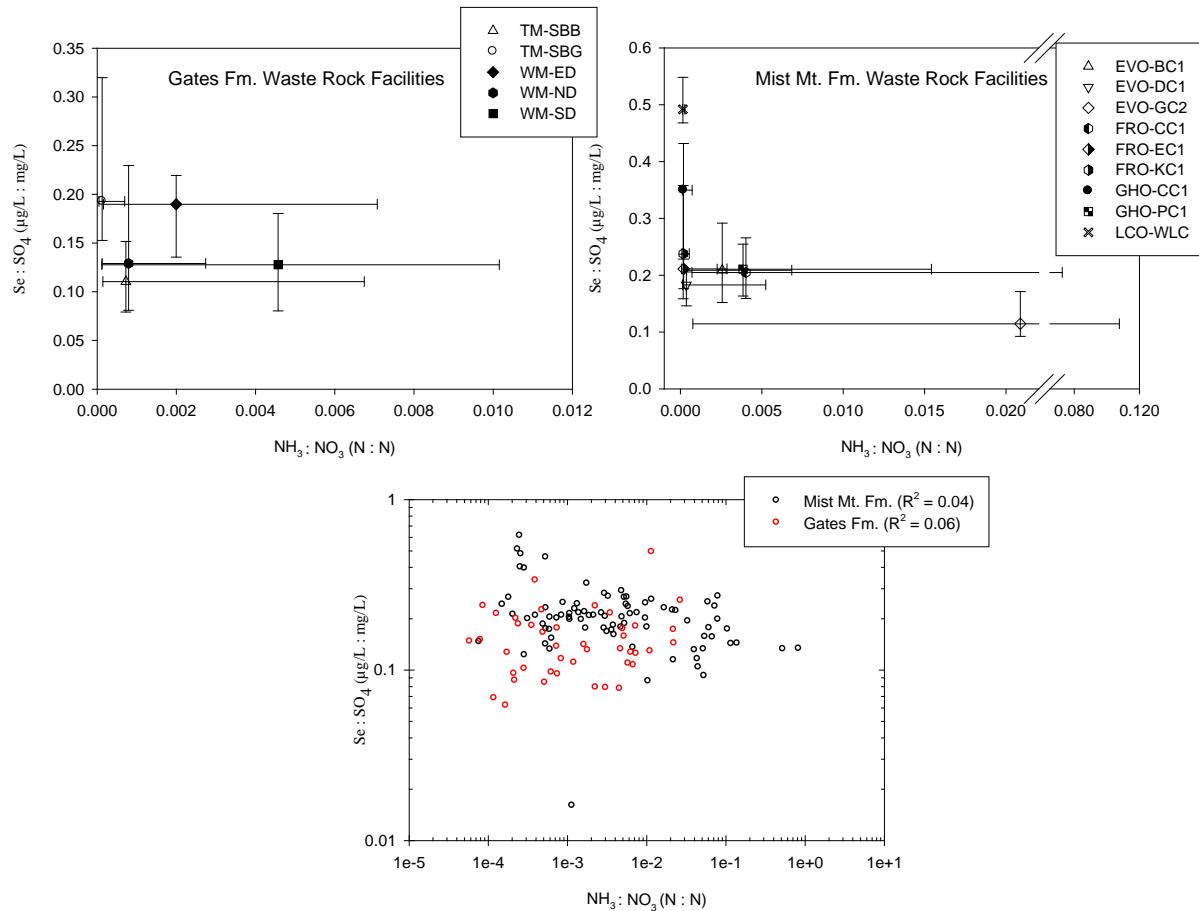 TM-SBB
TM-SBG
WM-ED
WM-ND
WM-SD
Gates Fm. Waste Rock Facilities
Se : SO4 (µg/L : mg/L)
0.35
0.30
0.25
0.20
0.15
0.10
0.05
0.00
0.000 0.002 0.004 0.006 0.008 0.010 0.012
NH3 : NO3 (N : N)
EVO-BC1
EVO-DC1
EVO-GC2
FRO-CC1
FRO-EC1
FRO-KC1
GHO-CC1
GHO-PC1
LCO-WLC
Mist Mt. Fm. Waste Rock Facilities
Se : SO4 (µg/L : mg/L)
0.6
0.5
0.4
0.3
0.2
0.1
0.0
0.000 0.005 0.010 0.015 0.020 0.080 0.120
NH3 : NO3 (N : N)
Mist Mt. Fm. (R2 = 0.04)
Gates Fm. (R2 = 0.06)
Se : SO4 (µg/L : mg/L)
1
0.1
0.01
1e-5 1e-4 1e-3 1e-2 1e-1 1e+0 1e+1
NH3 : NO3 (N : N)